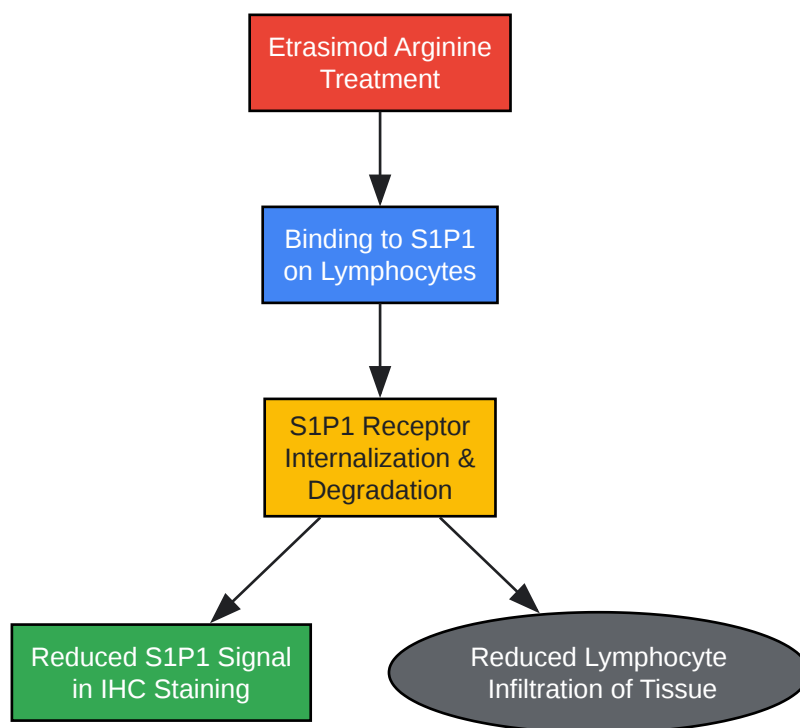 Etrasimod Arginine
Treatment
Binding to S1P1
on Lymphocytes
S1P1 Receptor
Internalization &
Degradation
Reduced S1P1 Signal
in IHC Staining
Reduced Lymphocyte
Infiltration of Tissue